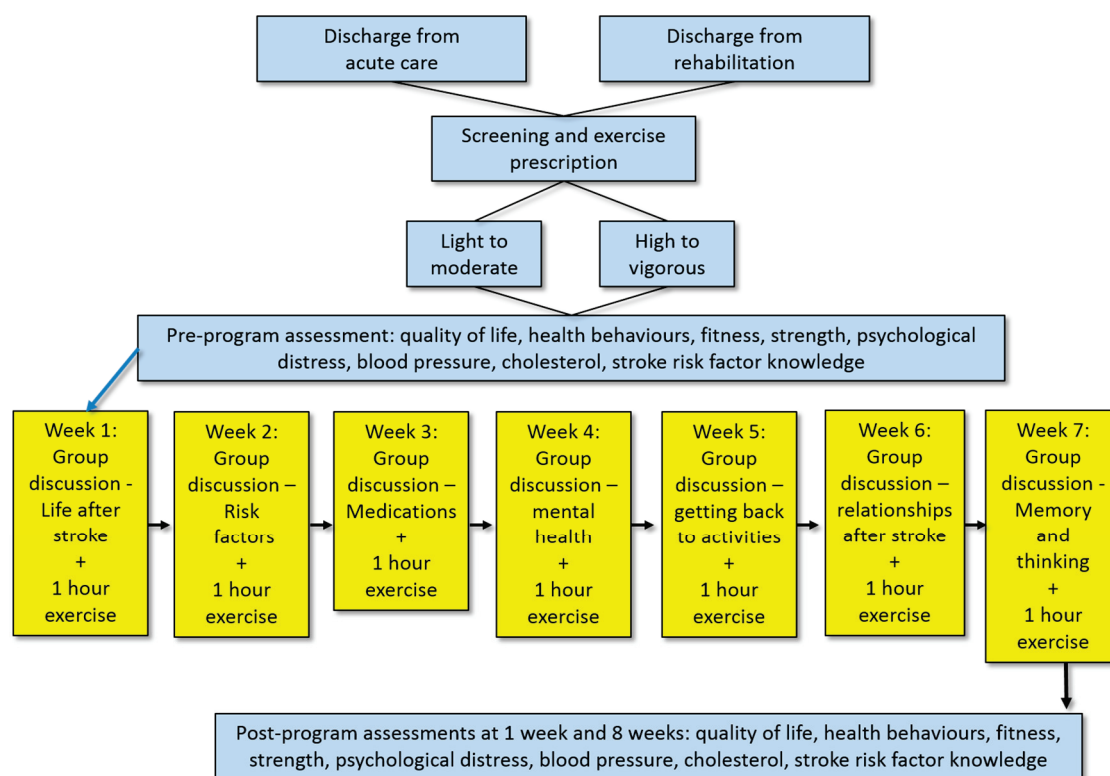 Discharge from
acute care
Discharge from
rehabilitation
Screening and exercise
prescription
Light to
moderate
High to
vigorous
Pre-program assessment: quality of life, health behaviours, fitness, strength, psychological
distress, blood pressure, cholesterol, stroke risk factor knowledge
Week 1:
Group
discussion -
Life after
stroke
+
1 hour
exercise
Week 2:
Group
discussion –
Risk
factors
+
1 hour
exercise
Week 3:
Group
discussion –
Medications
+
1 hour
exercise
Week 4:
Group
discussion –
mental
health
+
1 hour
exercise
Week 5:
Group
discussion –
getting back
to activities
+
1 hour
exercise
Week 6:
Group
discussion –
relationships
after stroke
+
1 hour
exercise
Week 7:
Group
discussion -
Memory
and
thinking
+
1 hour
exercise
Post-program assessments at 1 week and 8 weeks: quality of life, health behaviours, fitness,
strength, psychological distress, blood pressure, cholesterol, stroke risk factor knowledge